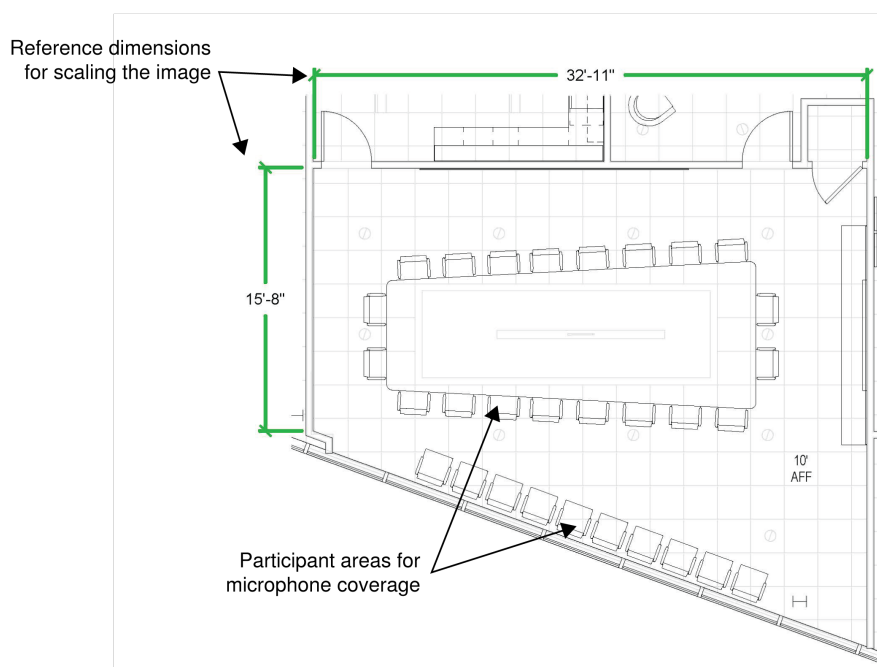 Reference dimensions
for scaling the image
32'-11"
15'-8"
10'
AFF
Participant areas for
microphone coverage